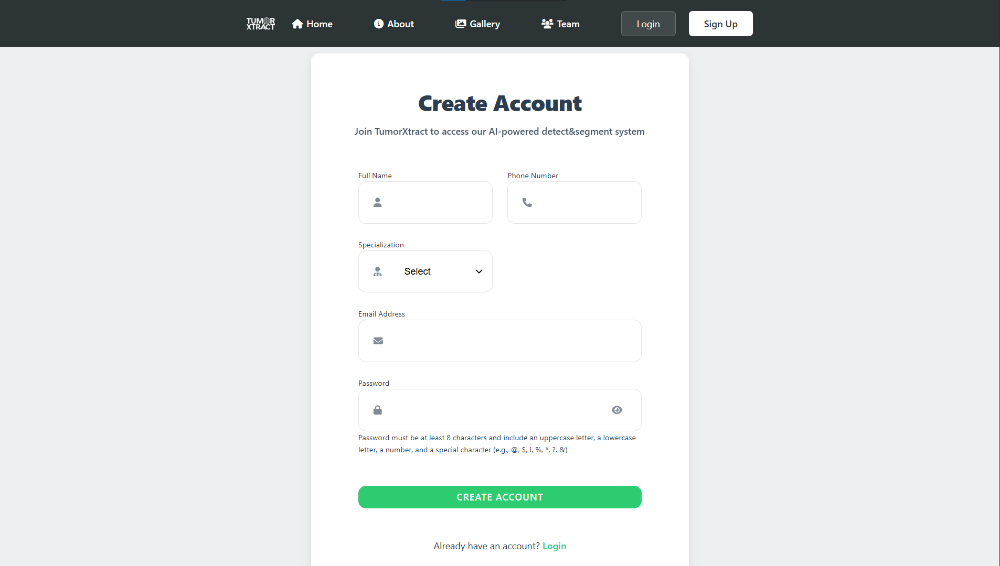 TUMOR
XTRACT
Home
About
Gallery
Team
Login
Sign Up
Create Account
Join TumorXtract to access our AI-powered detect&segment system
Full Name
Phone Number
Specialization
Select
Email Address
Password
Password must be at least 8 characters and include an uppercase letter, a lowercase
letter, a number, and a special character (e.g., @, $, !, %, *, ?, &)
CREATE ACCOUNT
Already have an account? Login